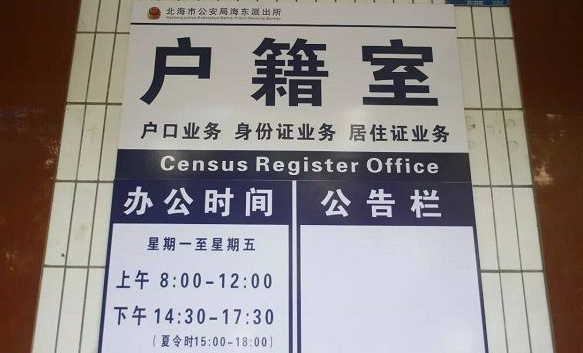 北海市公安局海东派出所
户籍室
户口业务 身份证业务 居住证业务
Census Register Office
办公时间
星期一至星期五
上午 8:00-12:00
下午 14:30-17:30
(夏令时15:00-18:00)
公告栏